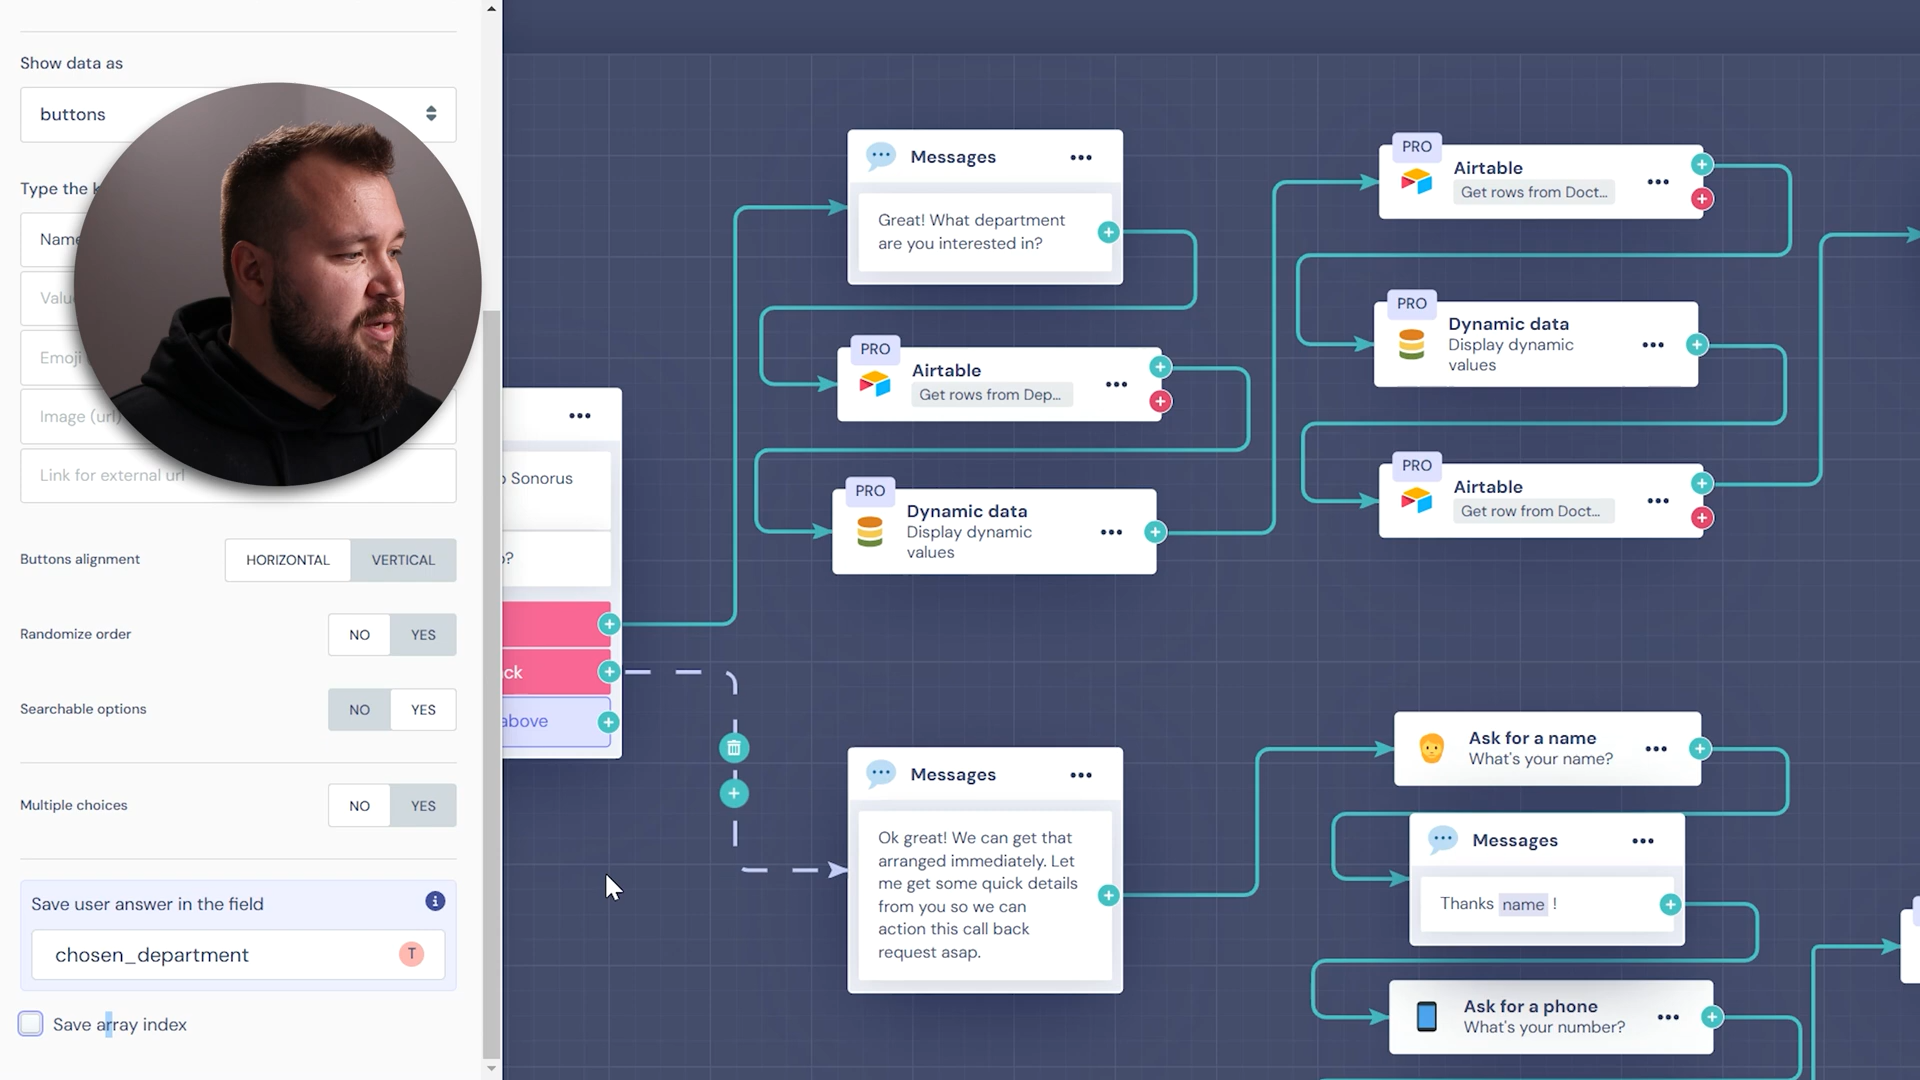 Show data as
buttons
Type the k
Name
Value
Emoji
Image (url)
Link for external url
Buttons alignment
HORIZONTAL
VERTICAL
Randomize order
NO
YES
Searchable options
NO
YES
Multiple choices
NO
YES
Save user answer in the field
i
chosen_department
T
Save array index
Sonorus
?
ck
above
Messages
Great! What department
are you interested in?
PRO
Airtable
Get rows from Dep...
PRO
Dynamic data
Display dynamic
values
Messages
Ok great! We can get that
arranged immediately. Let
me get some quick details
from you so we can
action this call back
request asap.
PRO
Airtable
Get rows from Doct...
PRO
Dynamic data
Display dynamic
values
PRO
Airtable
Get row from Doct...
Ask for a name
What's your name?
Messages
Thanks name !
Ask for a phone
What's your number?